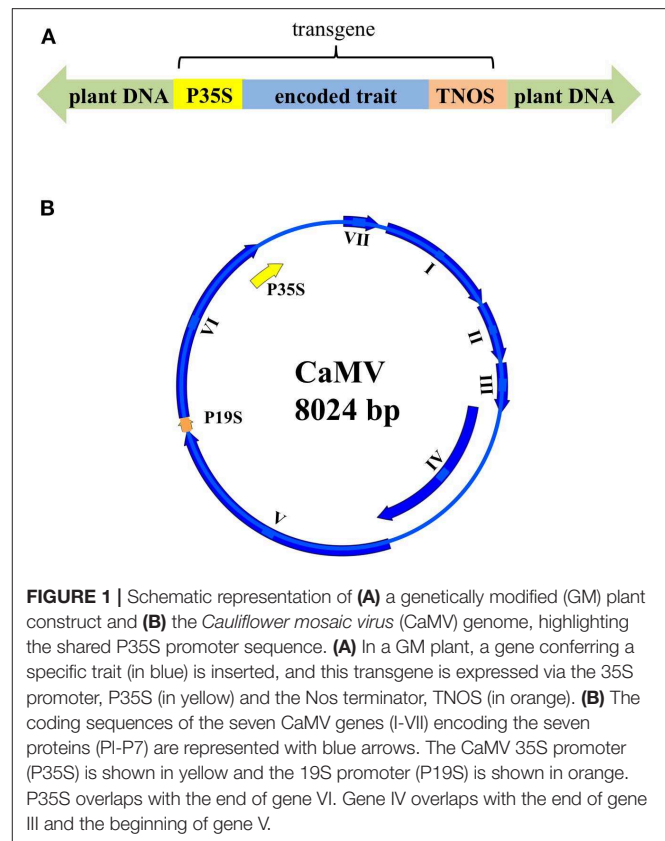 A
transgene
plant DNA P35S encoded trait TNOS plant DNA
B
VII
I
II
III
IV
V
VI
P35S
P19S
CaMV
8024 bp
FIGURE 1 | Schematic representation of (A) a genetically modified (GM) plant
construct and (B) the Cauliflower mosaic virus (CaMV) genome, highlighting
the shared P35S promoter sequence. (A) In a GM plant, a gene conferring a
specific trait (in blue) is inserted, and this transgene is expressed via the 35S
promoter, P35S (in yellow) and the Nos terminator, TNOS (in orange). (B) The
coding sequences of the seven CaMV genes (I-VII) encoding the seven
proteins (PI-P7) are represented with blue arrows. The CaMV 35S promoter
(P35S) is shown in yellow and the 19S promoter (P19S) is shown in orange.
P35S overlaps with the end of gene VI. Gene IV overlaps with the end of gene
III and the beginning of gene V.